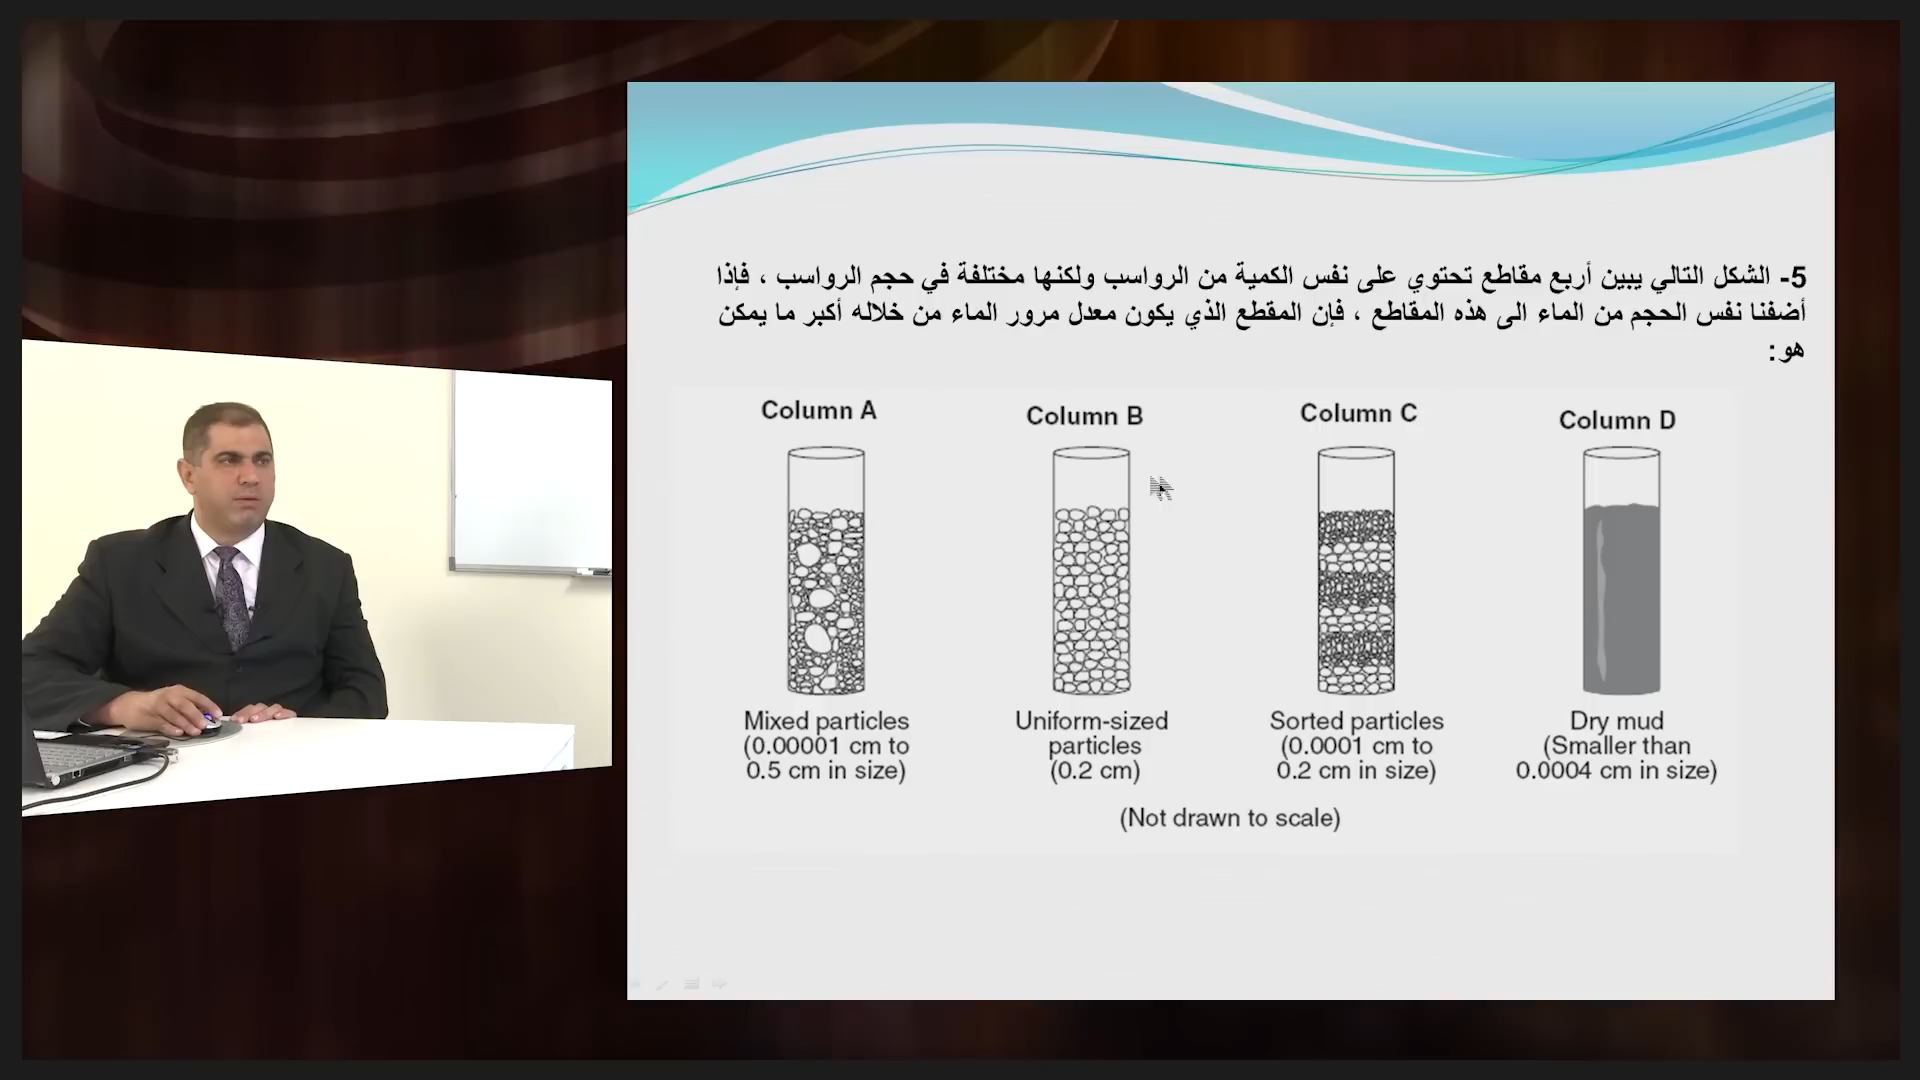 5- الشكل التالي يبين أربع مقاطع تحتوي على نفس الكمية من الرواسب ولكنها مختلفة في حجم الرواسب ، فإذا
أضفنا نفس الحجم من الماء الى هذه المقاطع ، فإن المقطع الذي يكون معدل مرور الماء من خلاله أكبر ما يمكن
هو :
Column A
Column B
Column C
Column D
Mixed particles
(0.00001 cm to
0.5 cm in size)
Uniform-sized
particles
(0.2 cm)
Sorted particles
(0.0001 cm to
0.2 cm in size)
Dry mud
(Smaller than
0.0004 cm in size)
(Not drawn to scale)